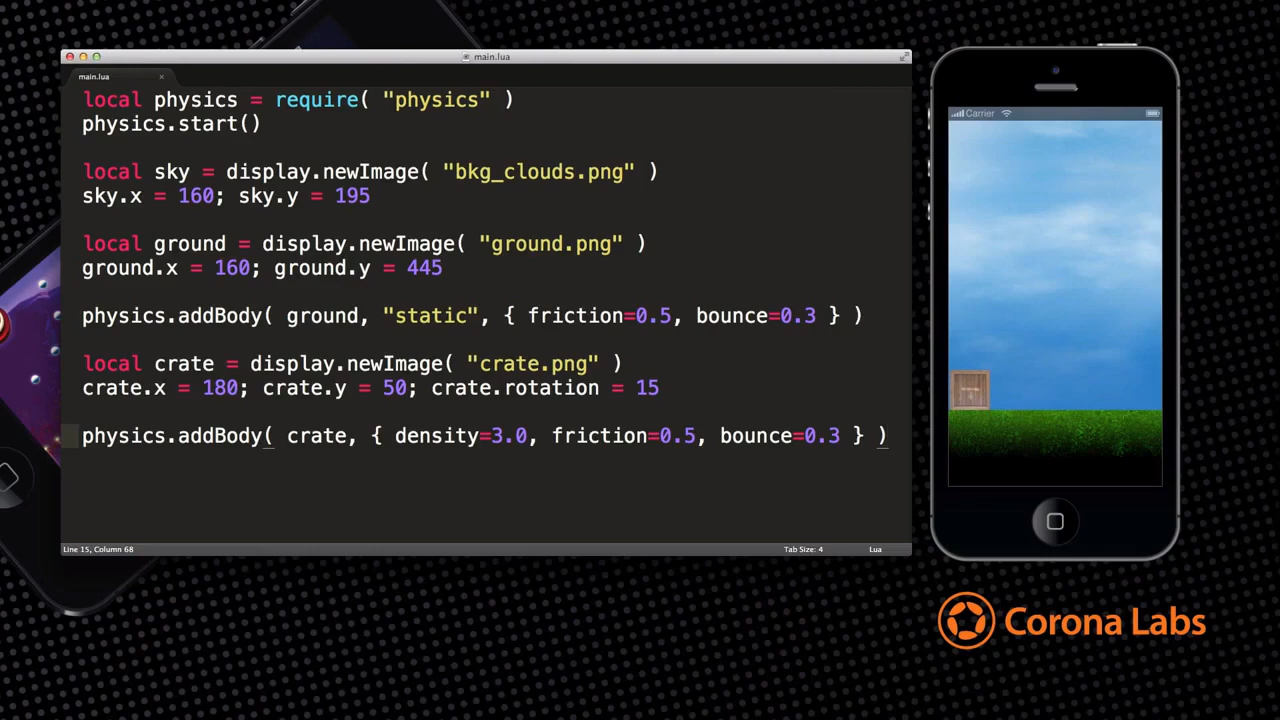 main.lua
main.lua
local physics = require( "physics" )
physics.start()
local sky = display.newImage( "bkg_clouds.png" )
sky.x = 160; sky.y = 195
local ground = display.newImage( "ground.png" )
ground.x = 160; ground.y = 445
physics.addBody( ground, "static", { friction=0.5, bounce=0.3 } )
local crate = display.newImage( "crate.png" )
crate.x = 180; crate.y = 50; crate.rotation = 15
physics.addBody( crate, { density=3.0, friction=0.5, bounce=0.3 } )
Line 15, Column 68
Tab Size: 4
Lua
Carrier
Corona Labs